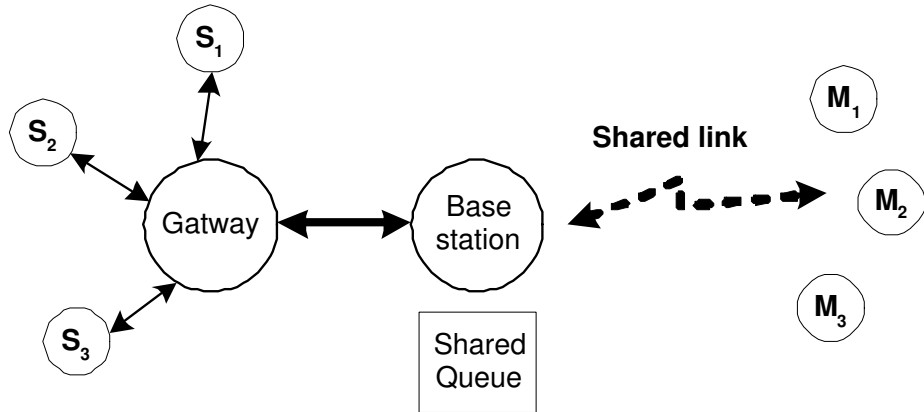 S1
S2
S3
Gatway
Base
station
Shared
Queue
Shared link
M1
M2
M3